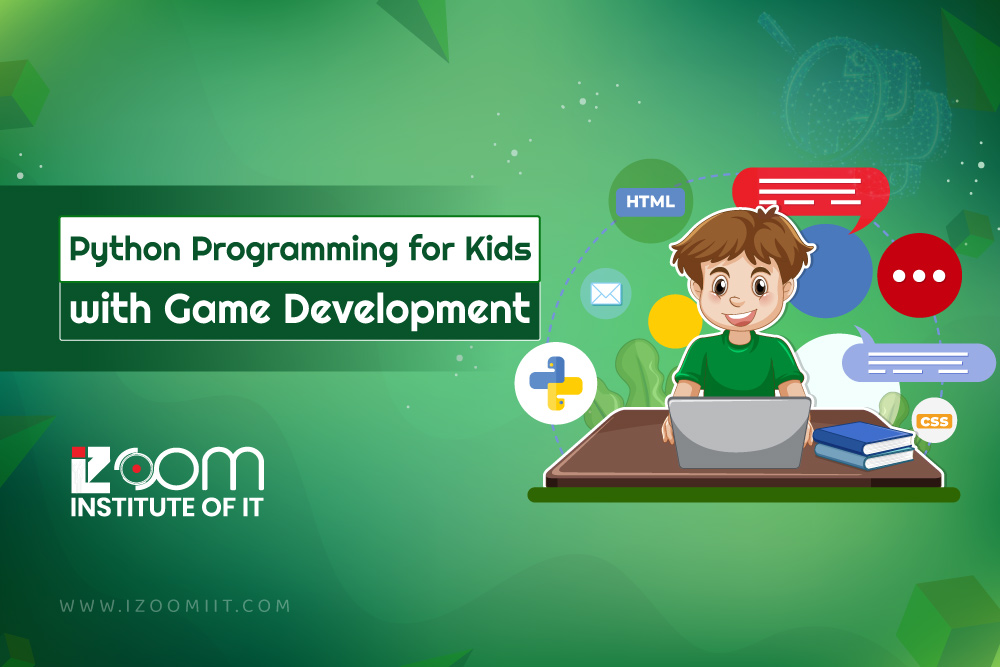 Python Programming for Kids
with Game Development
HTML
CSS
iZoom
INSTITUTE OF IT
WWW.IZOOMIIT.COM